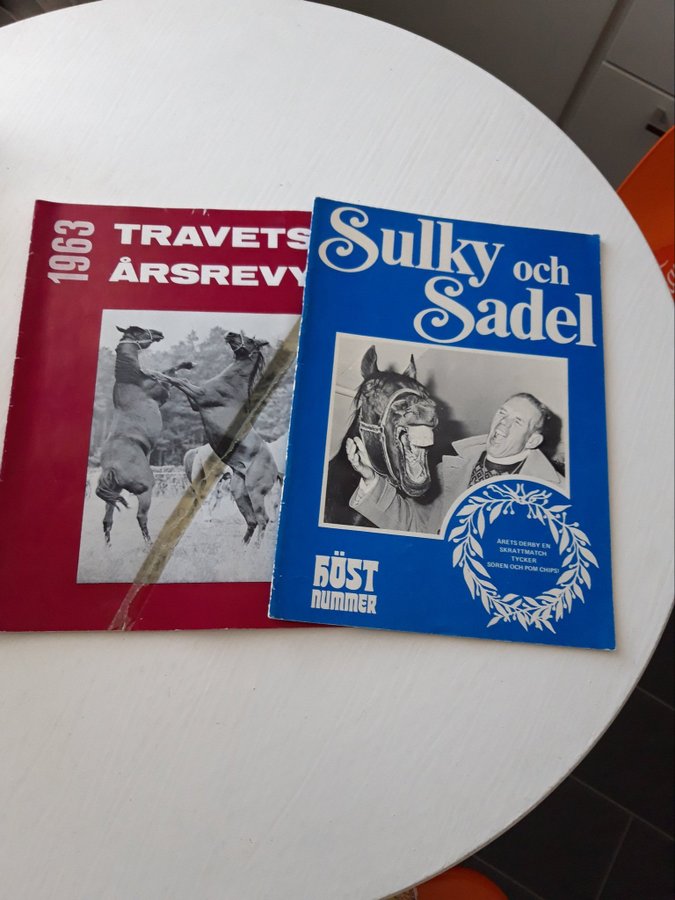 1963
TRAVETS
ÅRSREVY
Sulky och
Sadel
ÅRETS DERBY EN
SKRATTMATCH
TYCKER
SÖREN OCH POM CHIPS!
HÖST
NUMMER